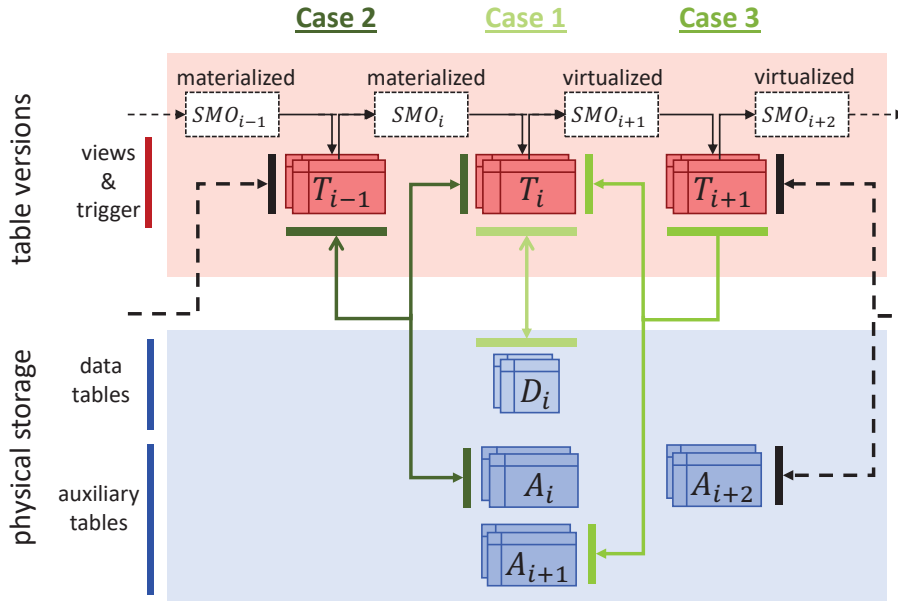 Case 2
Case 1
Case 3
materialized
materialized
virtualized
virtualized
SMO_{i-1}
SMO_i
SMO_{i+1}
SMO_{i+2}
table versions
views
&
trigger
T_{i-1}
T_i
T_{i+1}
physical storage
data
tables
D_i
auxiliary
tables
A_i
A_{i+2}
A_{i+1}